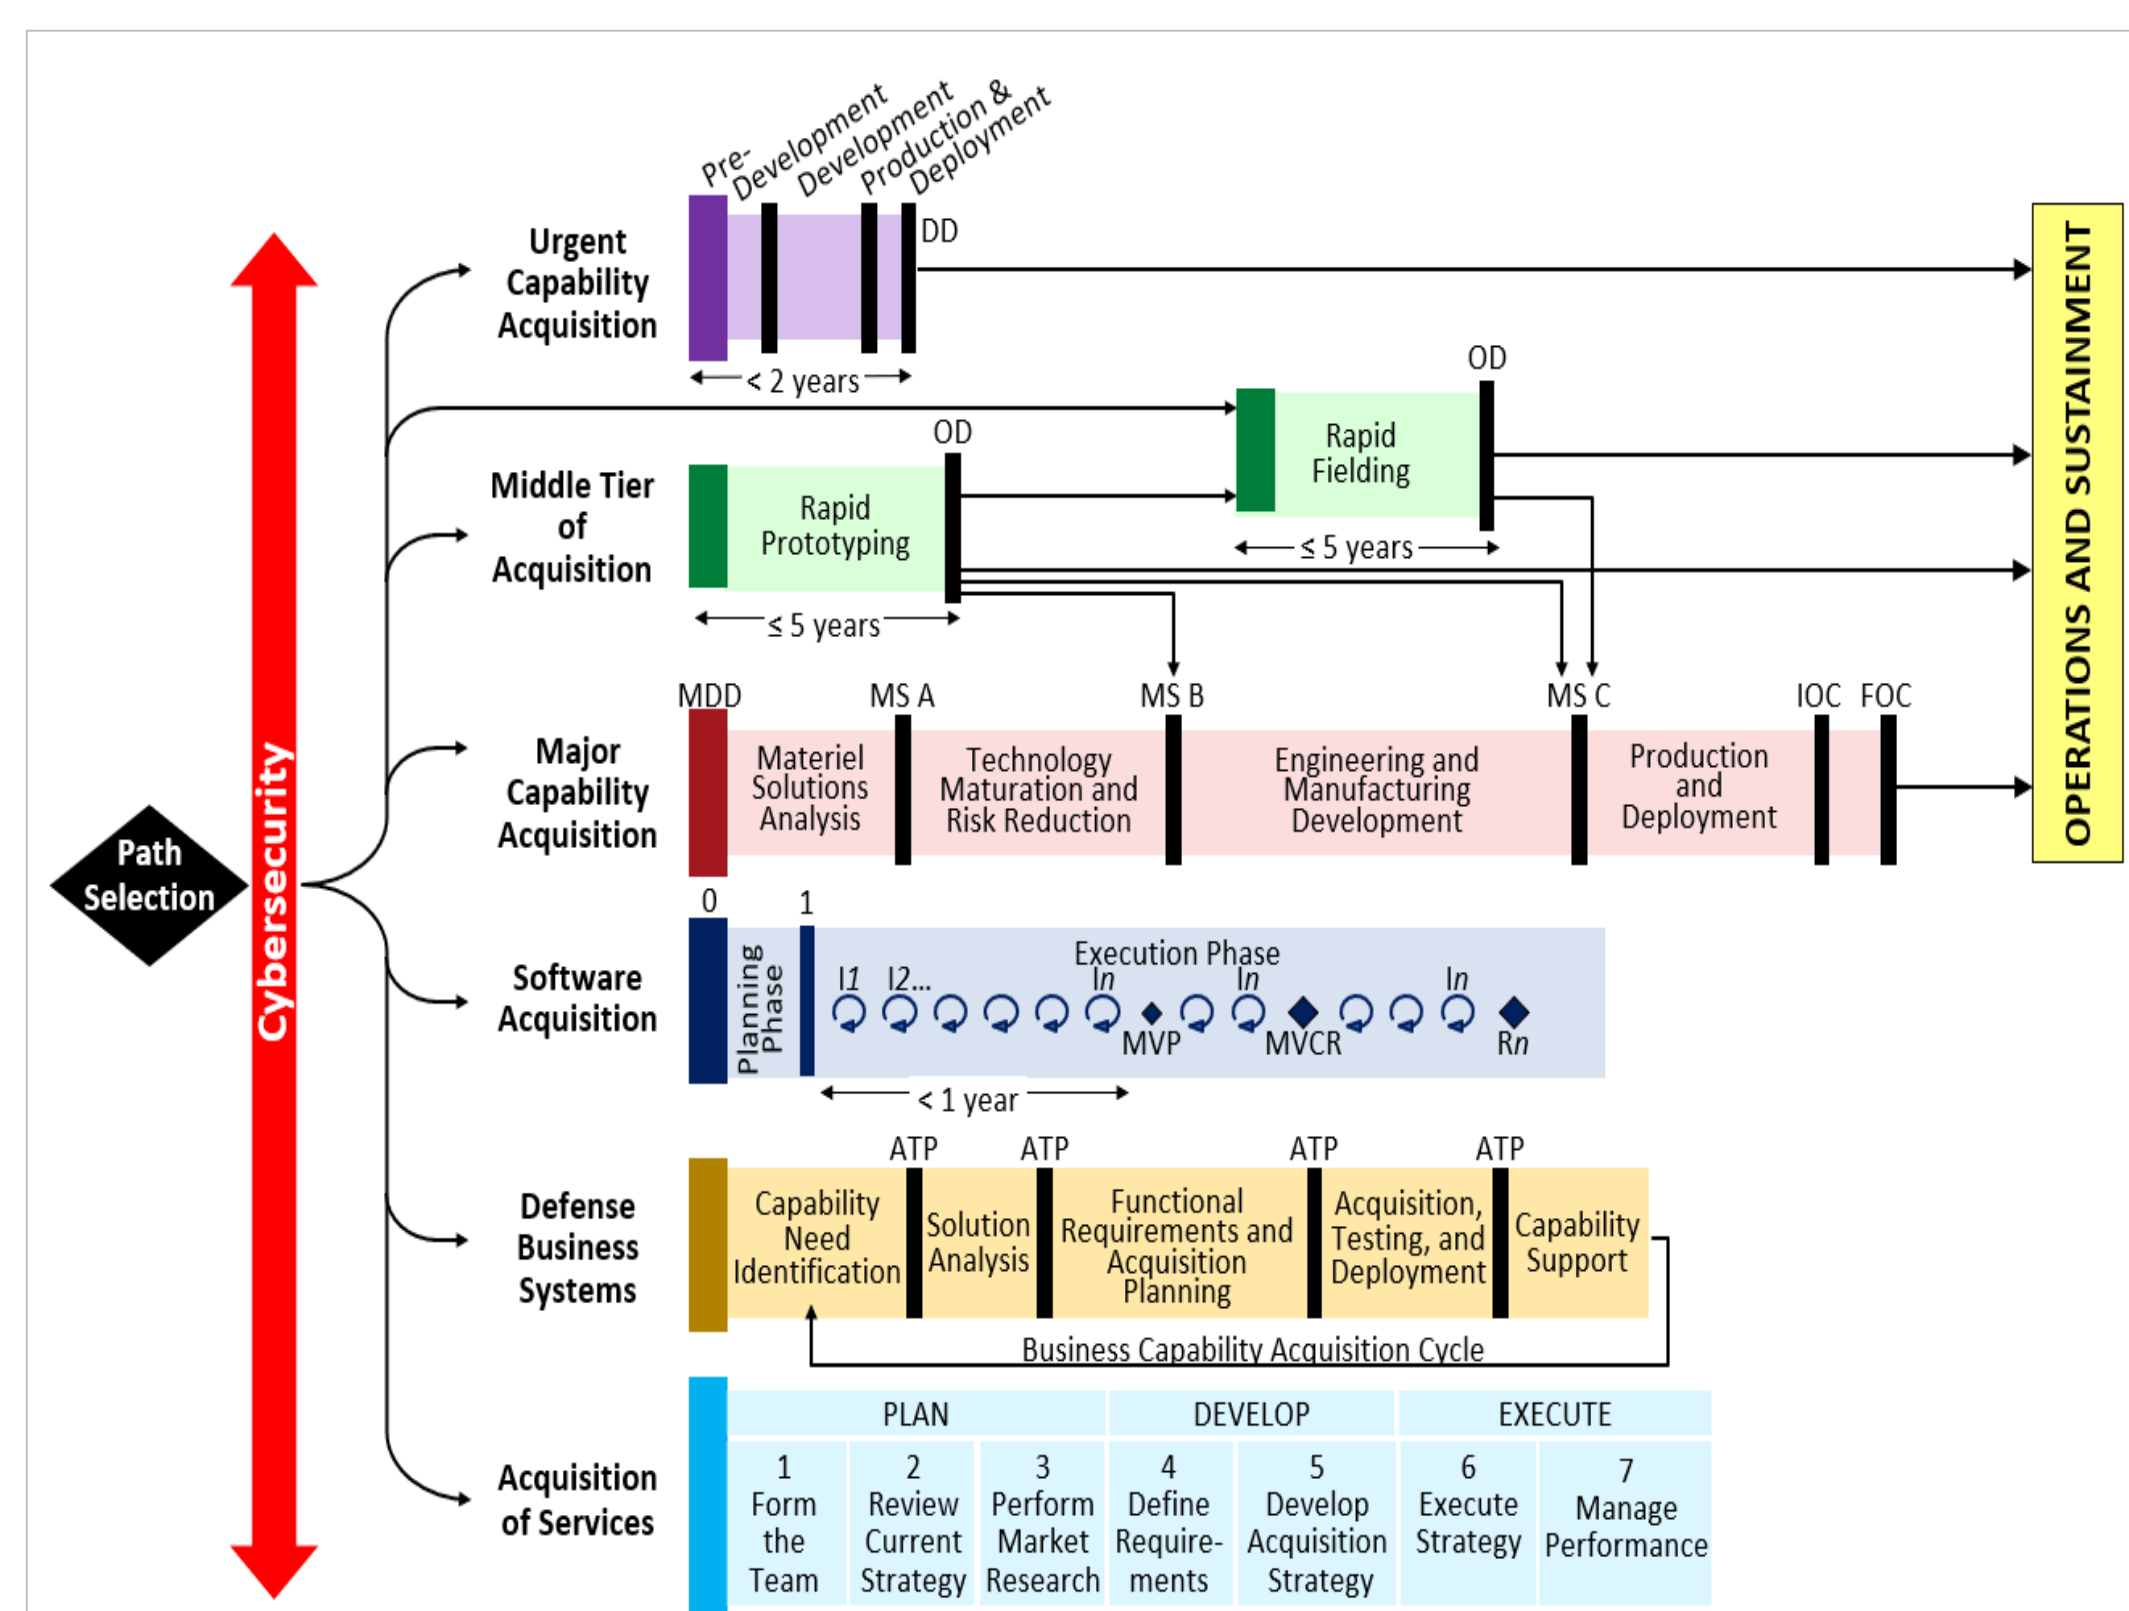 Pre-
Development
Development
Production &
Deployment
Urgent
Capability
Acquisition
DD
< 2 years
OD
Rapid
Fielding
≤ 5 years
OD
Middle Tier
of
Acquisition
Rapid
Prototyping
≤ 5 years
OPERATIONS AND SUSTAINMENT
MDD
MS A
MS B
MS C
IOC
FOC
Major
Capability
Acquisition
Materiel
Solutions
Analysis
Technology
Maturation and
Risk Reduction
Engineering and
Manufacturing
Development
Production
and
Deployment
Path
Selection
Cybersecurity
0
1
Software
Acquisition
Planning
Phase
Execution Phase
I1
I2...
In
In
In
MVP
MVCR
Rn
< 1 year
ATP
ATP
ATP
ATP
Defense
Business
Systems
Capability
Need
Identification
Solution
Analysis
Functional
Requirements and
Acquisition
Planning
Acquisition,
Testing, and
Deployment
Capability
Support
Business Capability Acquisition Cycle
Acquisition
of Services
PLAN
DEVELOP
EXECUTE
1
Form
the
Team
2
Review
Current
Strategy
3
Perform
Market
Research
4
Define
Require-
ments
5
Develop
Acquisition
Strategy
6
Execute
Strategy
7
Manage
Performance